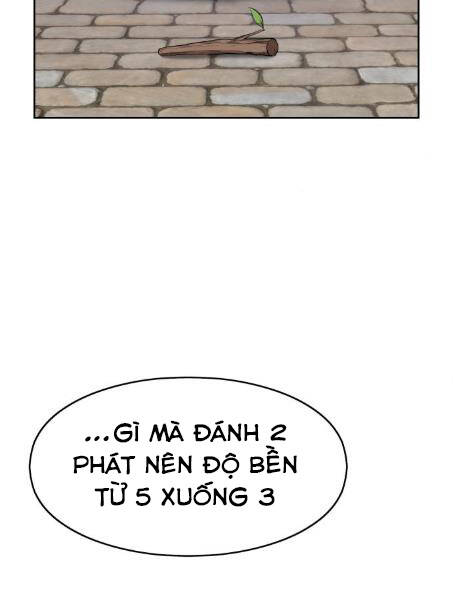 ...GÌ MÀ ĐÁNH 2
PHÁT NÊN ĐỘ BỀN
TỪ 5 XUỐNG 3